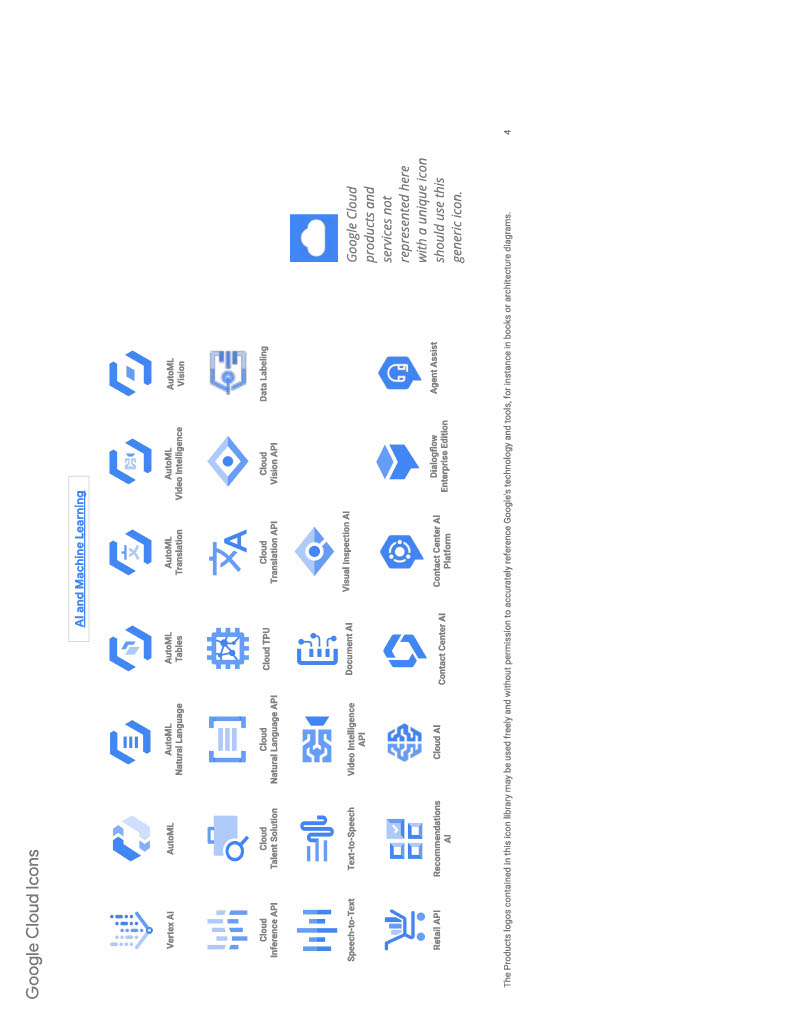 Google Cloud Icons
AI and Machine Learning
Vertex AI
AutoML
AutoML
Natural Language
AutoML
Tables
AutoML
Translation
AutoML
Video Intelligence
AutoML
Vision
Cloud
Inference API
Cloud
Talent Solution
Cloud
Natural Language API
Cloud TPU
Cloud
Translation API
Cloud
Vision API
Data Labeling
Speech-to-Text
Text-to-Speech
Video Intelligence
API
Document AI
Visual Inspection AI
Retail API
Recommendations
AI
Cloud AI
Contact Center AI
Contact Center AI
Platform
Dialogflow
Enterprise Edition
Agent Assist
Google Cloud
products and
services not
represented here
with a unique icon
should use this
generic icon.
The Products logos contained in this icon library may be used freely and without permission to accurately reference Google's technology and tools, for instance in books or architecture diagrams.
4